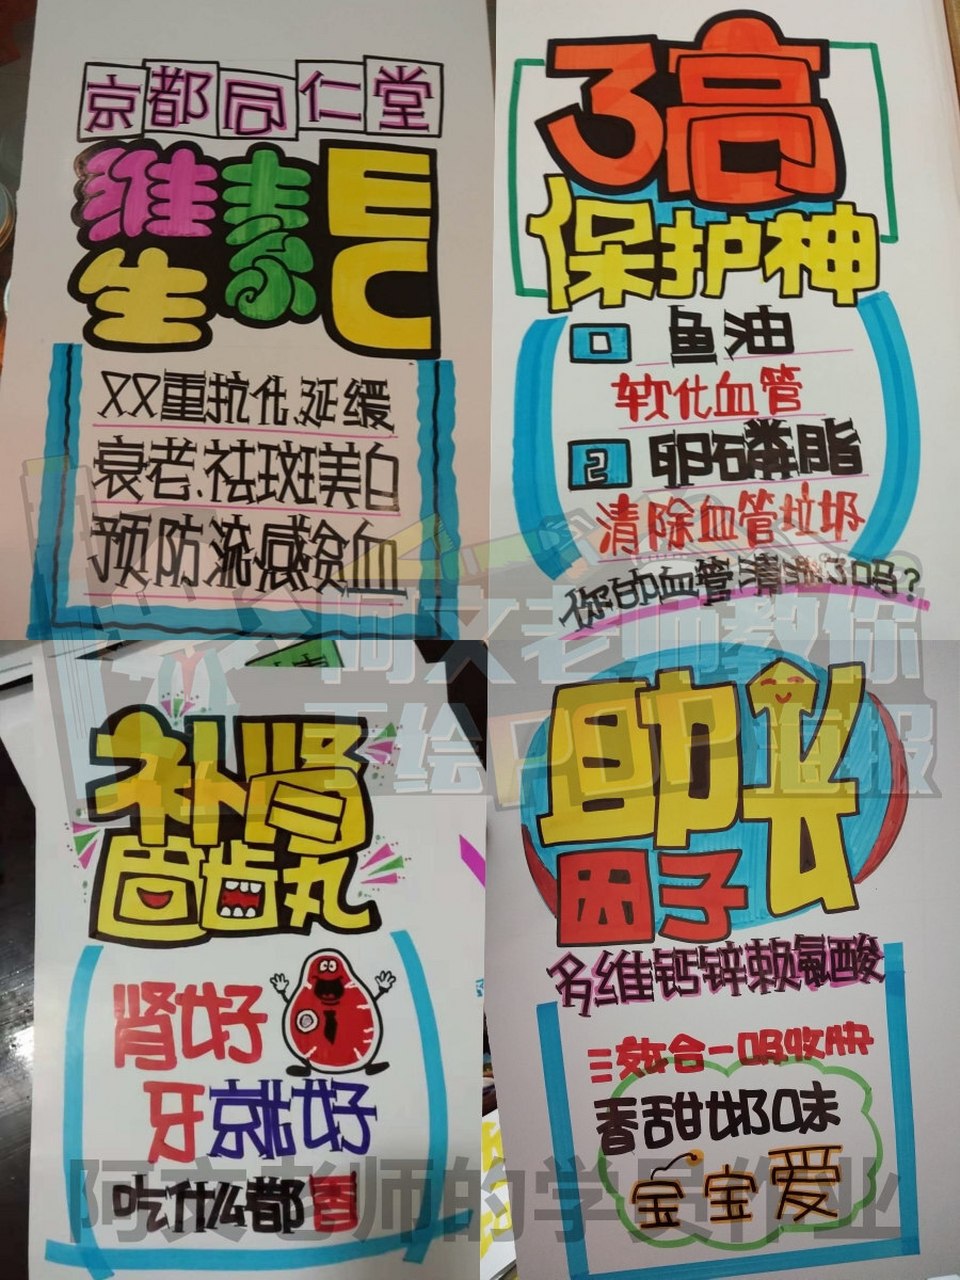 京都同仁堂
维生素EC
双重抗化、延缓
衰老、祛斑美白
预防流感贫血
3高
保护神
1 鱼油
软化血管
2 卵磷脂
清除血管垃圾
你的血管清洁了吗?
补肾
固齿丸
肾好
牙就好
吃什么都香
助长
因子
多维钙锌赖氨酸
三效合一吸收快
香甜奶味
宝宝爱
阿文老师教你
手绘POP海报
阿文老师的学员作业